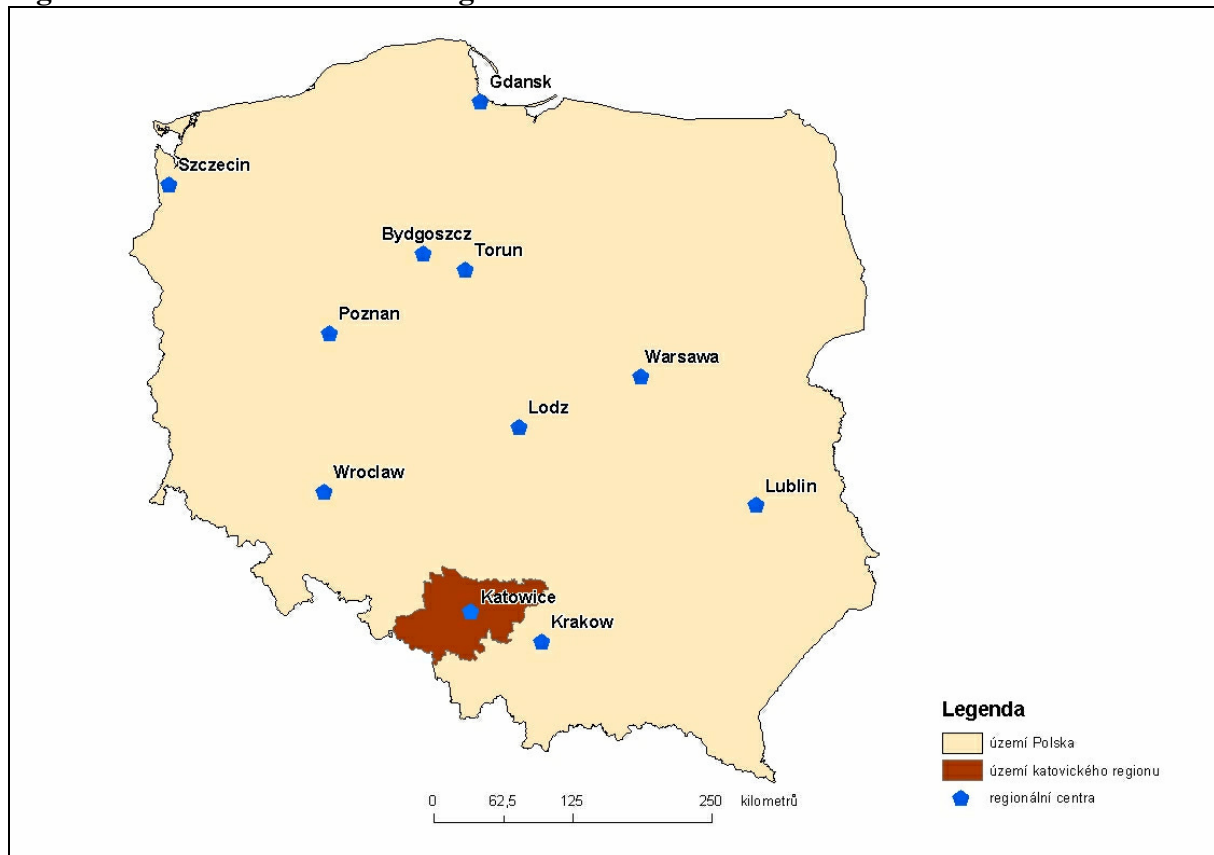 Gdansk
Szczecin
Bydgoszcz
Torun
Poznan
Warsawa
Lodz
Wroclaw
Lublin
Katowice
Krakow
Legenda
území Polska
území katovického regionu
regionální centra
0 62,5 125 250 kilometrů